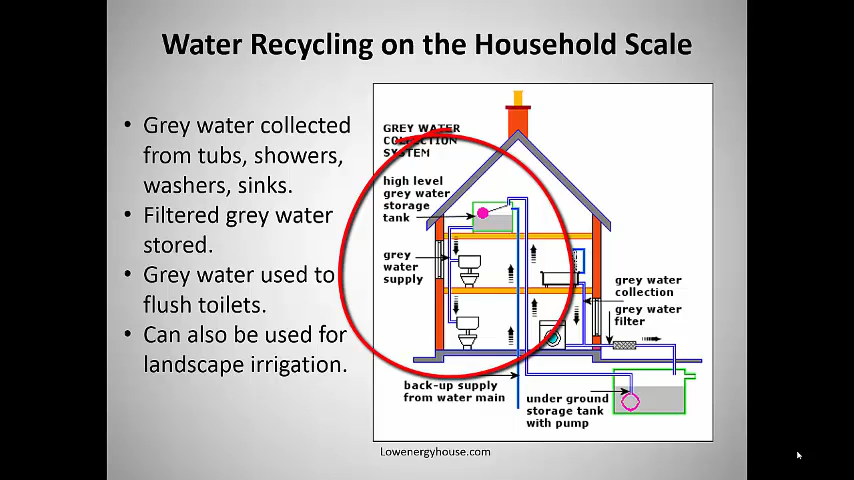 Water Recycling on the Household Scale
• Grey water collected
from tubs, showers,
washers, sinks.
• Filtered grey water
stored.
• Grey water used to
flush toilets.
• Can also be used for
landscape irrigation.
GREY WATER
COLLECTION
SYSTEM
high level
grey water
storage
tank
grey
water
supply
grey water
collection
grey water
filter
back-up supply
from water main
under ground
storage tank
with pump
Lowenergyhouse.com